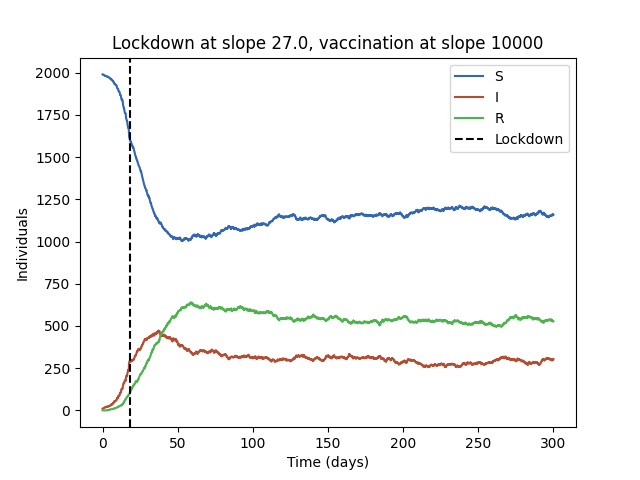 Lockdown at slope 27.0, vaccination at slope 10000
S
I
R
Lockdown
2000
1750
1500
1250
1000
750
500
250
0
Individuals
0 50 100 150 200 250 300
Time (days)